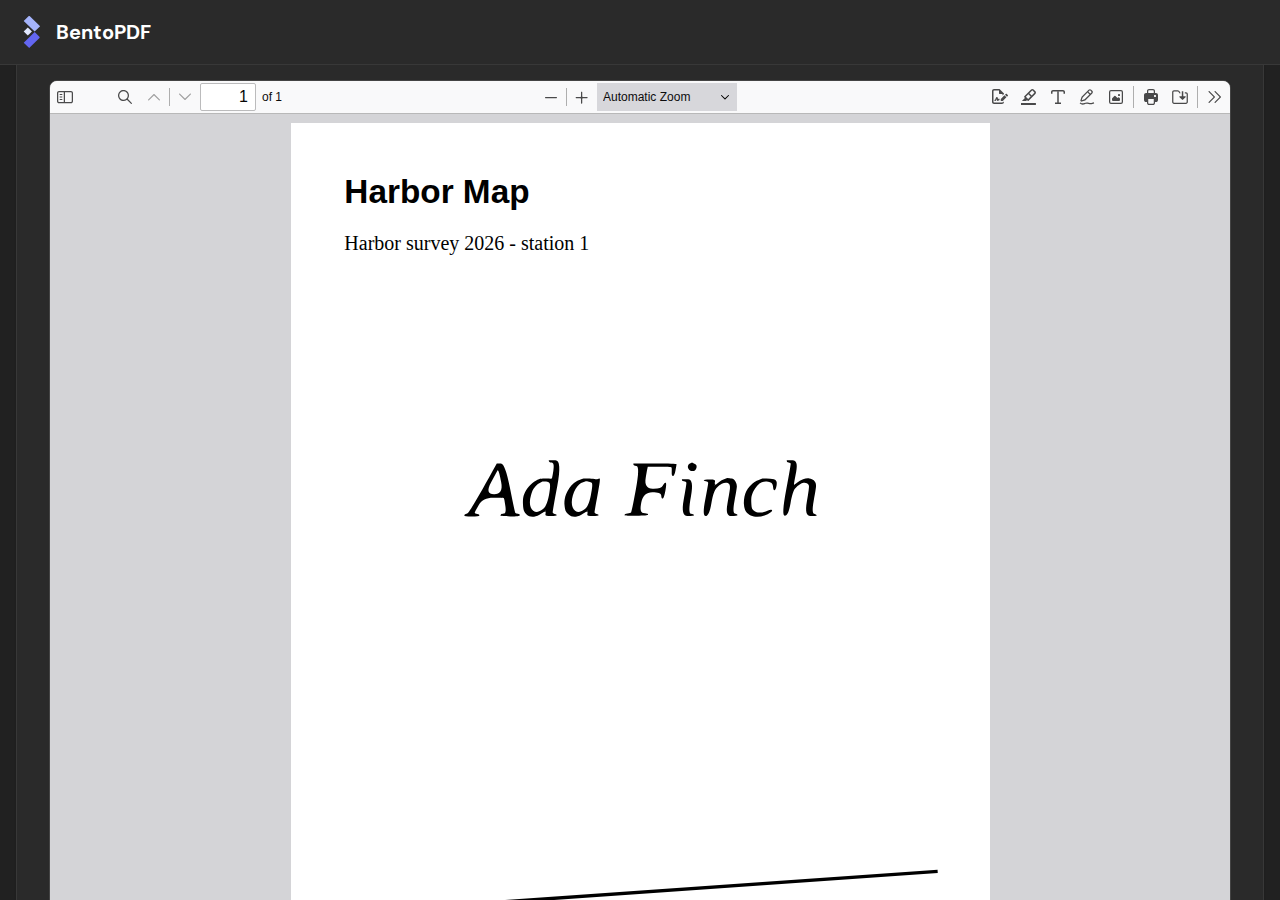 BentoPDF
1 of 1 Automatic Zoom
Harbor Map
Harbor survey 2026 - station 1
Ada Finch